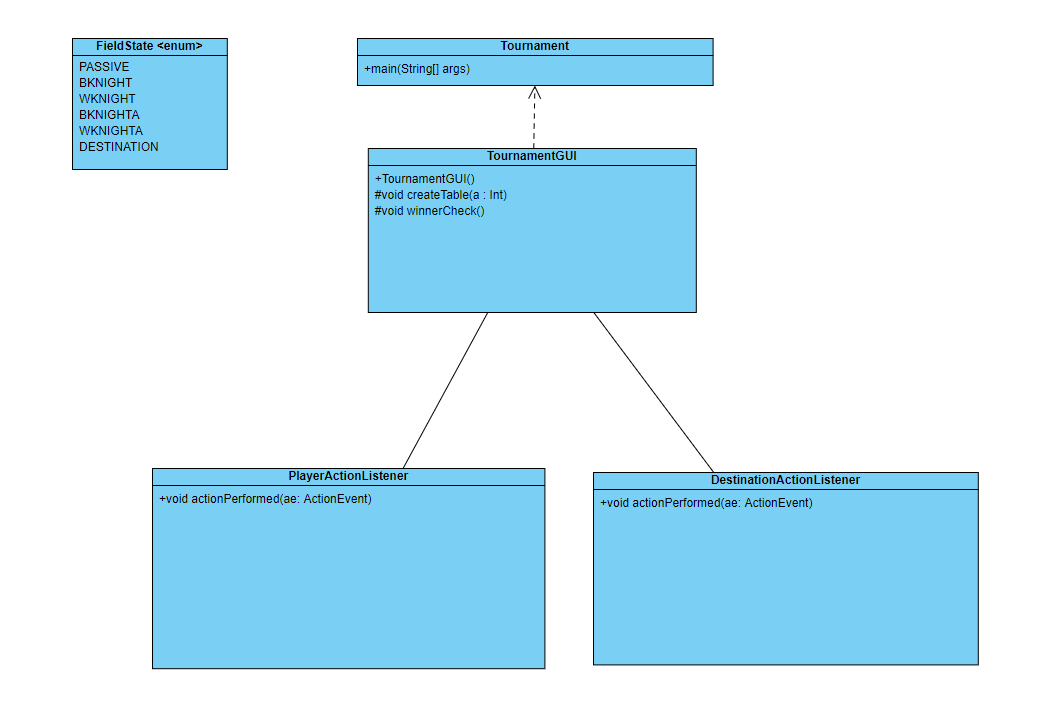 FieldState <enum>
PASSIVE
BKNIGHT
WKNIGHT
BKNIGHTA
WKNIGHTA
DESTINATION
Tournament
+main(String[] args)
TournamentGUI
+TournamentGUI()
#void createTable(a : Int)
#void winnerCheck()
PlayerActionListener
+void actionPerformed(ae: ActionEvent)
DestinationActionListener
+void actionPerformed(ae: ActionEvent)